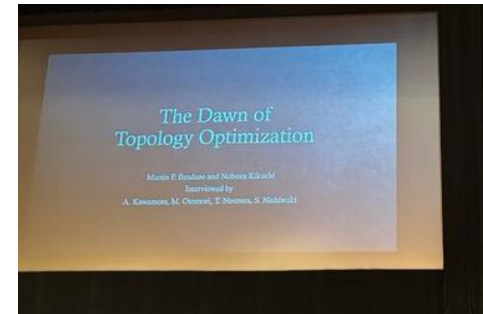 The Dawn of
Topology Optimization
Martin P. Bendsøe and Noboru Kikuchi
Interviewed by
A. Kawamoto, M. Otomori, T. Nomura, S. Nishiwaki